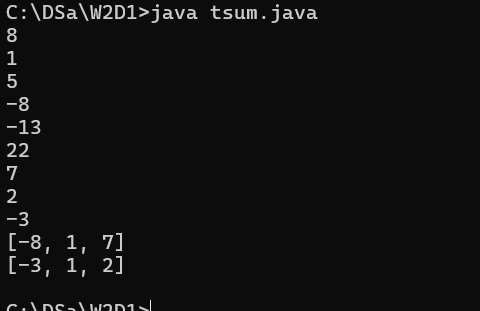 C:\DSa\W2D1>java tsum.java
8
1
5
-8
-13
22
7
2
-3
[-8, 1, 7]
[-3, 1, 2]
C:\DSa\W2D1>